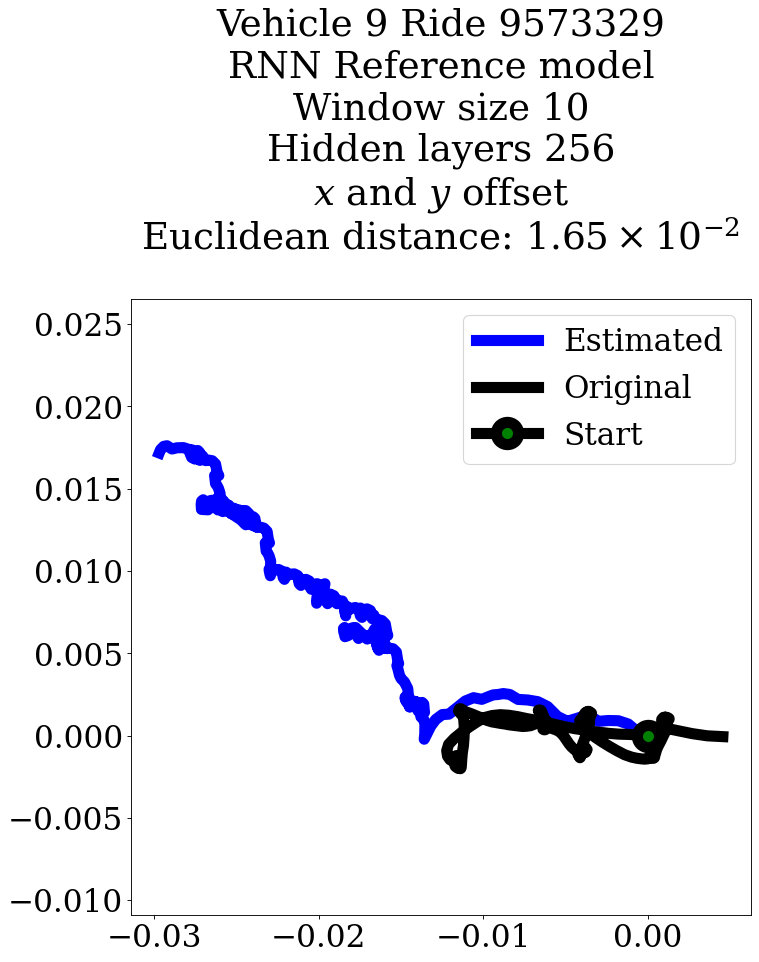 Vehicle 9 Ride 9573329
RNN Reference model
Window size 10
Hidden layers 256
x and y offset
Euclidean distance: 1.65 × 10⁻²
Estimated
Original
Start
0.025
0.020
0.015
0.010
0.005
0.000
−0.005
−0.010
−0.03 −0.02 −0.01 0.00